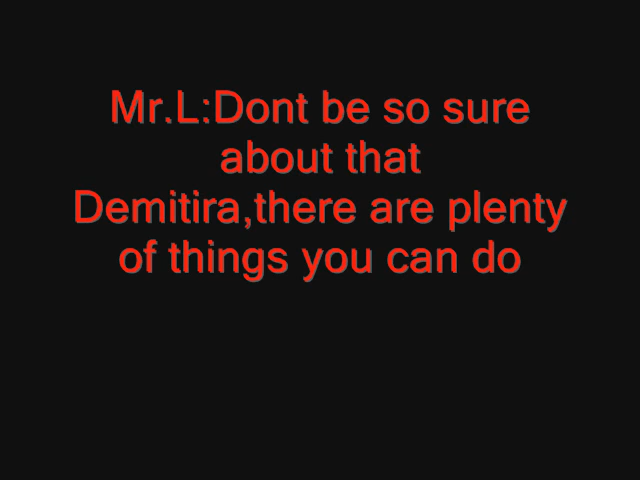 Mr.L:Dont be so sure
about that
Demitira,there are plenty
of things you can do